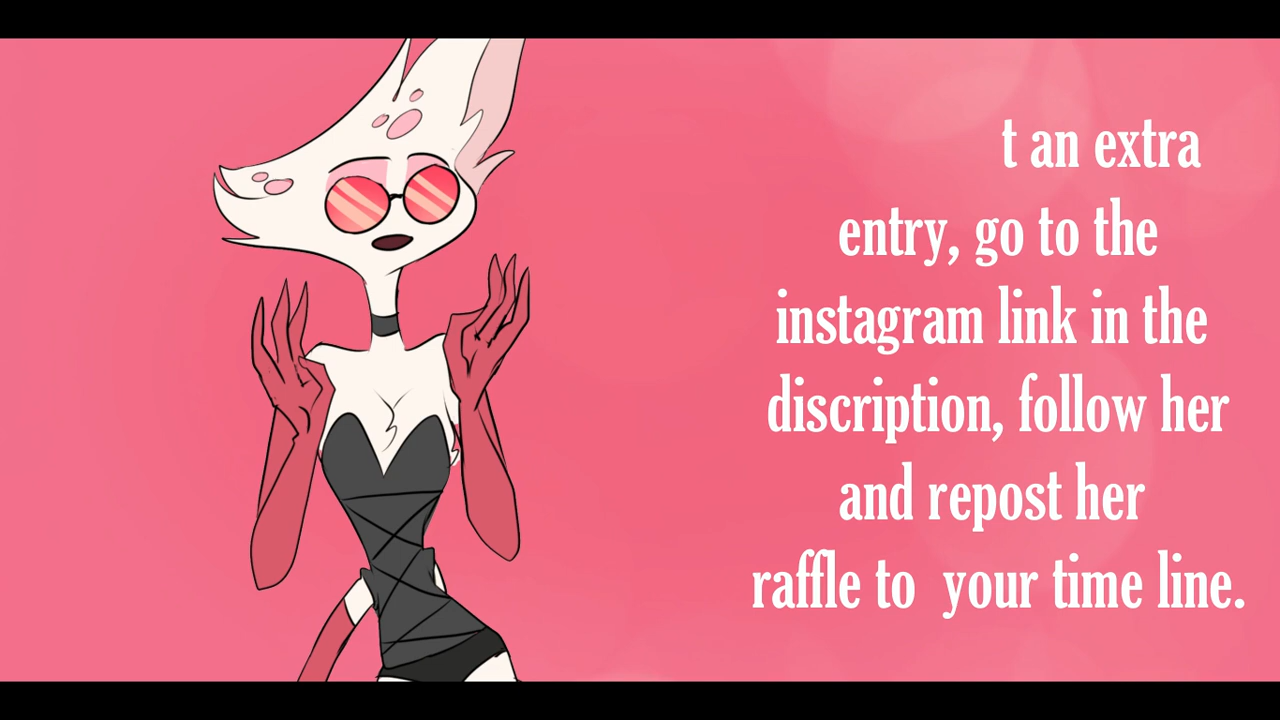 t an extra
entry, go to the
instagram link in the
discription, follow her
and repost her
raffle to  your time line.